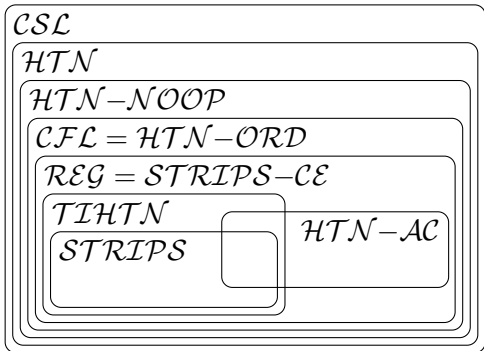 CSL
HTN
HTN–NOOP
CFL = HTN–ORD
REG = STRIPS–CE
TIHTN
HTN–AC
STRIPS